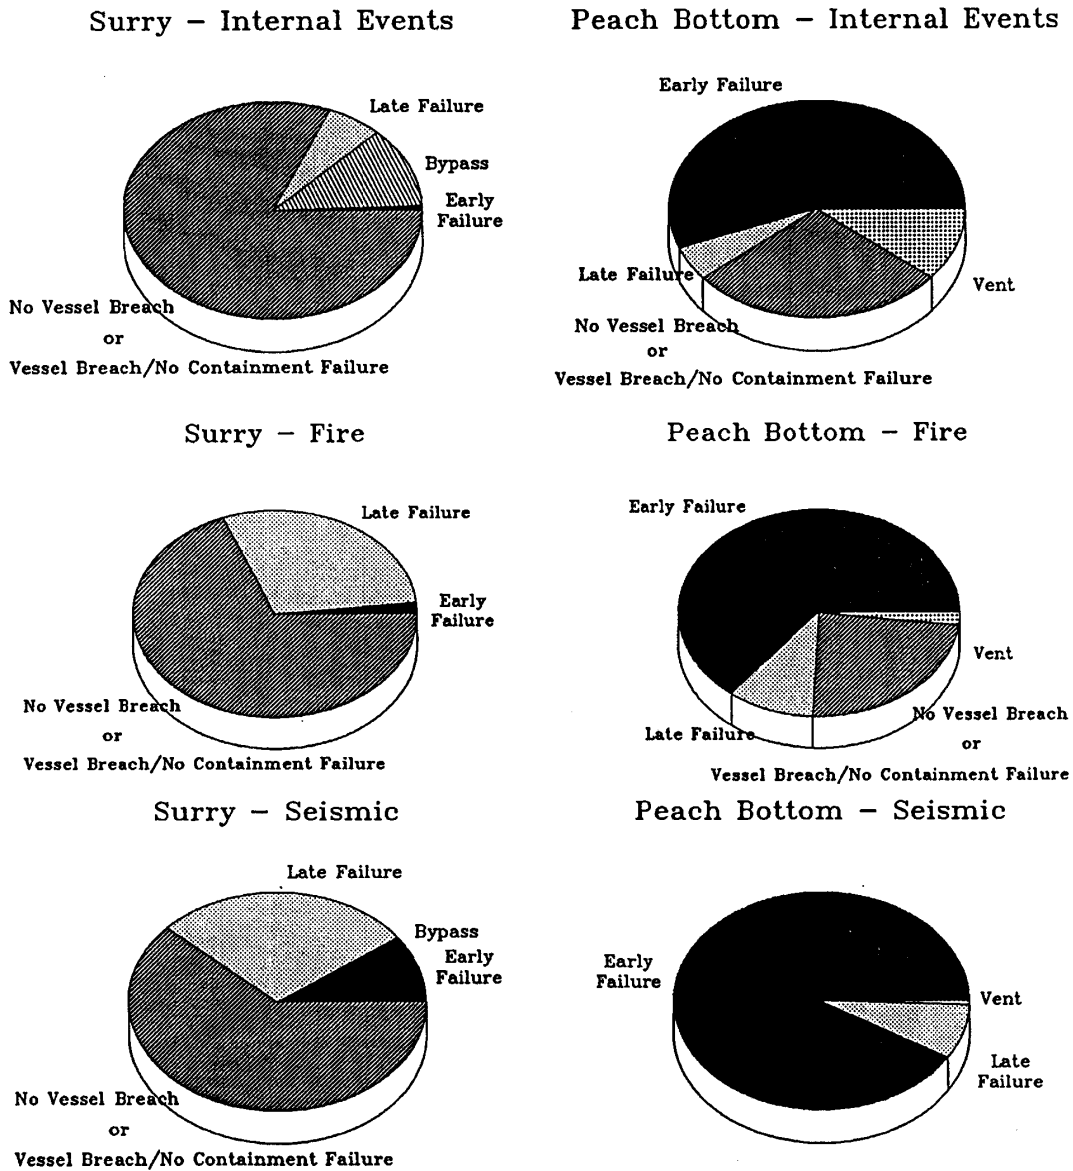 Surry − Internal Events
Late Failure
Bypass
Early
Failure
No Vessel Breach
or
Vessel Breach/No Containment Failure
Peach Bottom − Internal Events
Early Failure
Late Failure
Vent
No Vessel Breach
or
Vessel Breach/No Containment Failure
Surry − Fire
Late Failure
Early
Failure
No Vessel Breach
or
Vessel Breach/No Containment Failure
Peach Bottom − Fire
Early Failure
Vent
Late Failure
No Vessel Breach
or
Vessel Breach/No Containment Failure
Surry − Seismic
Late Failure
Bypass
Early
Failure
No Vessel Breach
or
Vessel Breach/No Containment Failure
Peach Bottom − Seismic
Early
Failure
Vent
Late
Failure